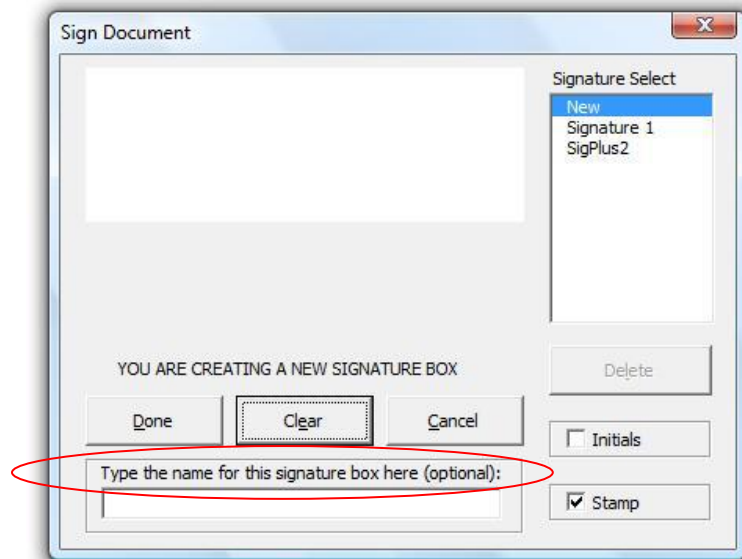 Sign Document
X
Signature Select
New
Signature 1
SigPlus2
YOU ARE CREATING A NEW SIGNATURE BOX
Delete
Done
Clear
Cancel
Initials
Type the name for this signature box here (optional):
Stamp